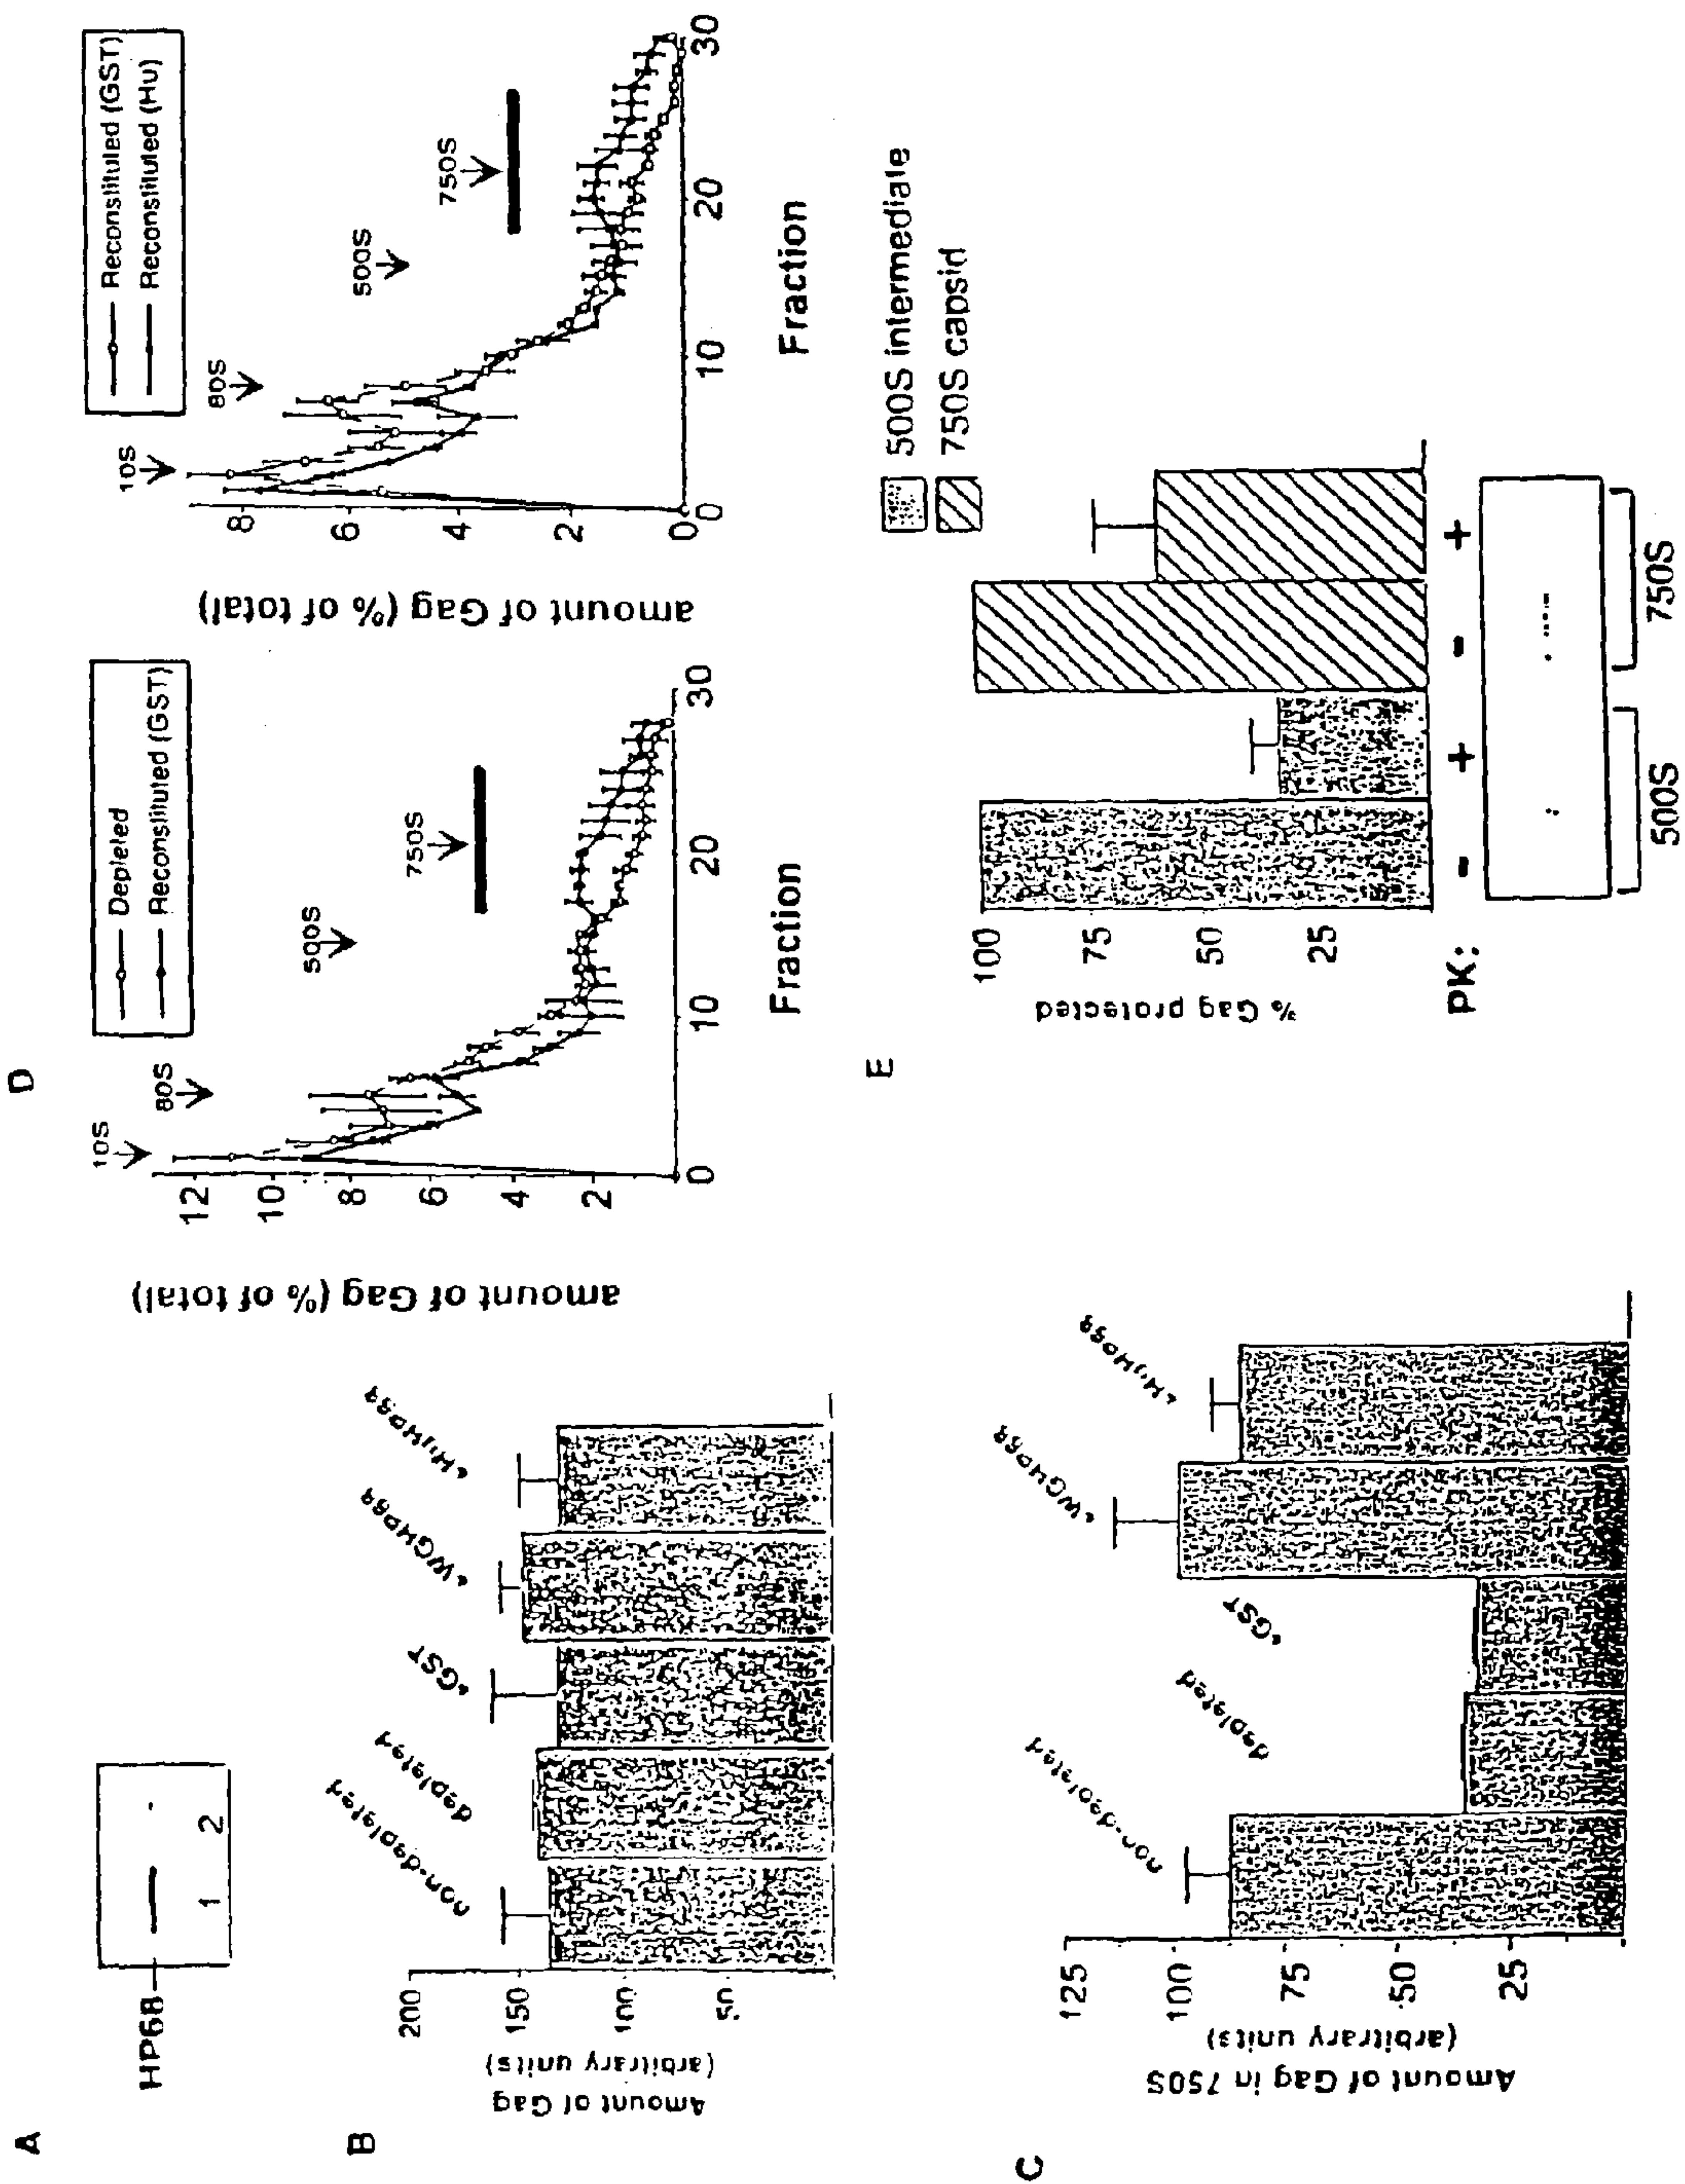 A
HP68
1 2
B
Amount of Gag
(arbitrary units)
200
150
100
50
non-depleted
depleted
+GST
+WGHP68
+HuHP68
C
Amount of Gag in 750S
(arbitrary units)
125
100
75
50
25
non-depleted
depleted
+GST
+WGHP68
+HuHP68
D
amount of Gag (% of total)
12
10
8
6
4
2
0
10S
80S
500S
750S
Depleted
Reconstituted (GST)
0 10 20 30
Fraction
amount of Gag (% of total)
8
6
4
2
0
10S
80S
500S
750S
Reconstituted (GST)
Reconstituted (Hu)
0 10 20 30
Fraction
E
% Gag protected
100
75
50
25
500S intermediate
750S capsid
PK: - + - +
500S 750S